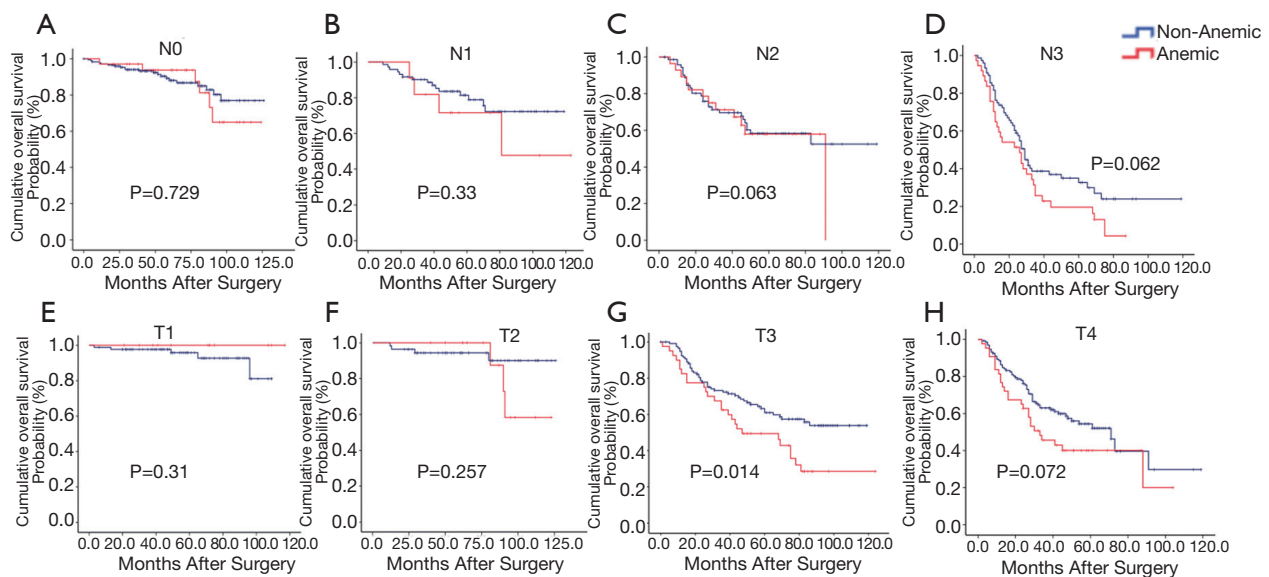 A
N0
Cumulative overall survival
Probability (%)
1.0
0.8
0.6
0.4
0.2
0.0
P=0.729
0.0 25.0 50.0 75.0 100.0 125.0
Months After Surgery
B
N1
Cumulative overall survival
Probability (%)
1.0
0.8
0.6
0.4
0.2
0.0
P=0.33
0.0 20.0 40.0 60.0 80.0 100.0 120.0
Months After Surgery
C
N2
Cumulative overall survival
Probability (%)
1.0
0.8
0.6
0.4
0.2
0.0
P=0.063
0.0 20.0 40.0 60.0 80.0 100.0 120.0
Months After Surgery
D
N3
Non-Anemic
Anemic
Cumulative overall survival
Probability (%)
1.0
0.8
0.6
0.4
0.2
0.0
P=0.062
0.0 20.0 40.0 60.0 80.0 100.0 120.0
Months After Surgery
E
T1
Cumulative overall survival
Probability (%)
1.0
0.8
0.6
0.4
0.2
0.0
P=0.31
0.0 20.0 40.0 60.0 80.0 100.0 120.0
Months After Surgery
F
T2
Cumulative overall survival
Probability (%)
1.0
0.8
0.6
0.4
0.2
0.0
P=0.257
0.0 25.0 50.0 75.0 100.0 125.0
Months After Surgery
G
T3
Cumulative overall survival
Probability (%)
1.0
0.8
0.6
0.4
0.2
0.0
P=0.014
0.0 20.0 40.0 60.0 80.0 100.0 120.0
Months After Surgery
H
T4
Cumulative overall survival
Probability (%)
1.0
0.8
0.6
0.4
0.2
0.0
P=0.072
0.0 20.0 40.0 60.0 80.0 100.0 120.0
Months After Surgery